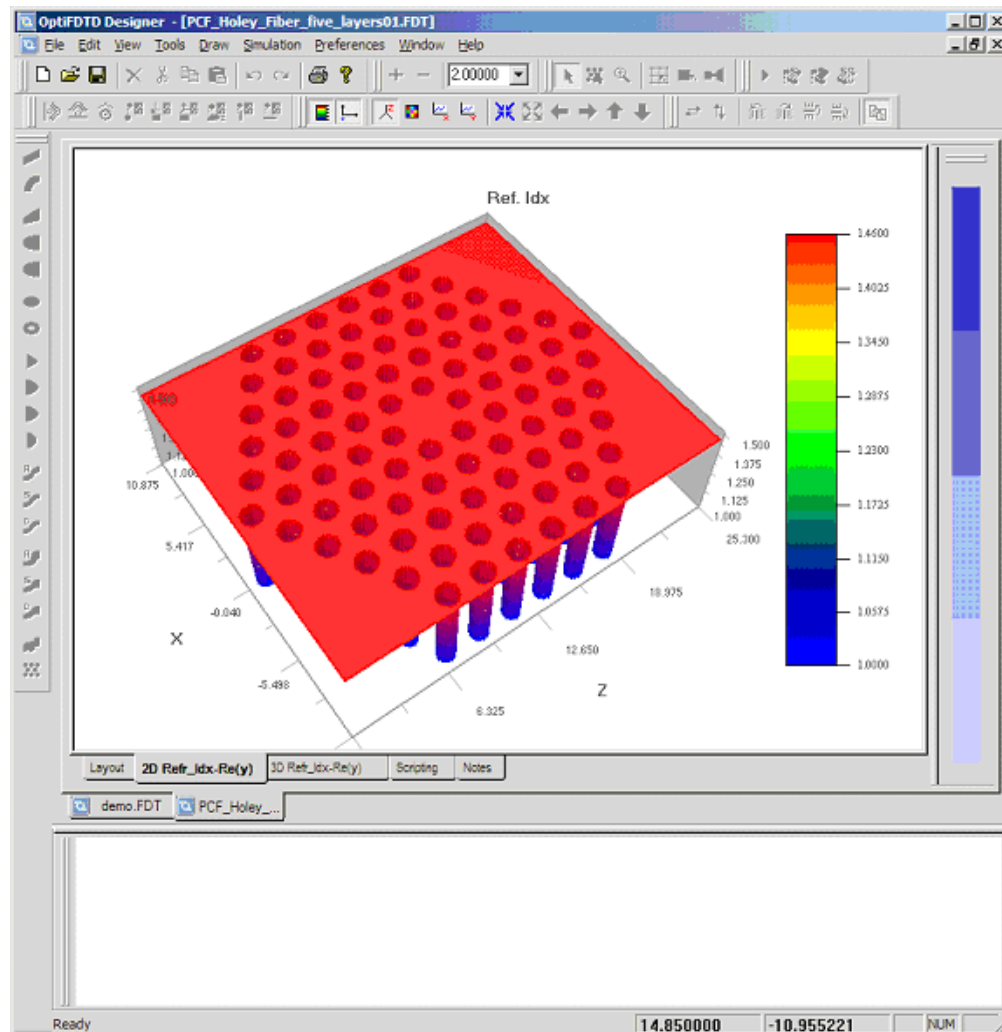 OptiFDTD Designer - [PCF_Holey_Fiber_five_layers01.FDT]
File Edit View Tools Draw Simulation Preferences Window Help
2.00000
Ref. Idx
1.4600
1.4025
1.3450
1.2875
1.2300
1.1725
1.1150
1.0575
1.0000
1.500
1.375
1.250
1.125
1.000
25.300
18.975
12.650
6.325
Z
10.875
5.417
-0.040
-5.498
X
Layout 2D Refr_Idx-Re(y) 3D Refr_Idx-Re(y) Scripting Notes
demo.FDT PCF_Holey_...
Ready 14.850000 -10.955221 NUM